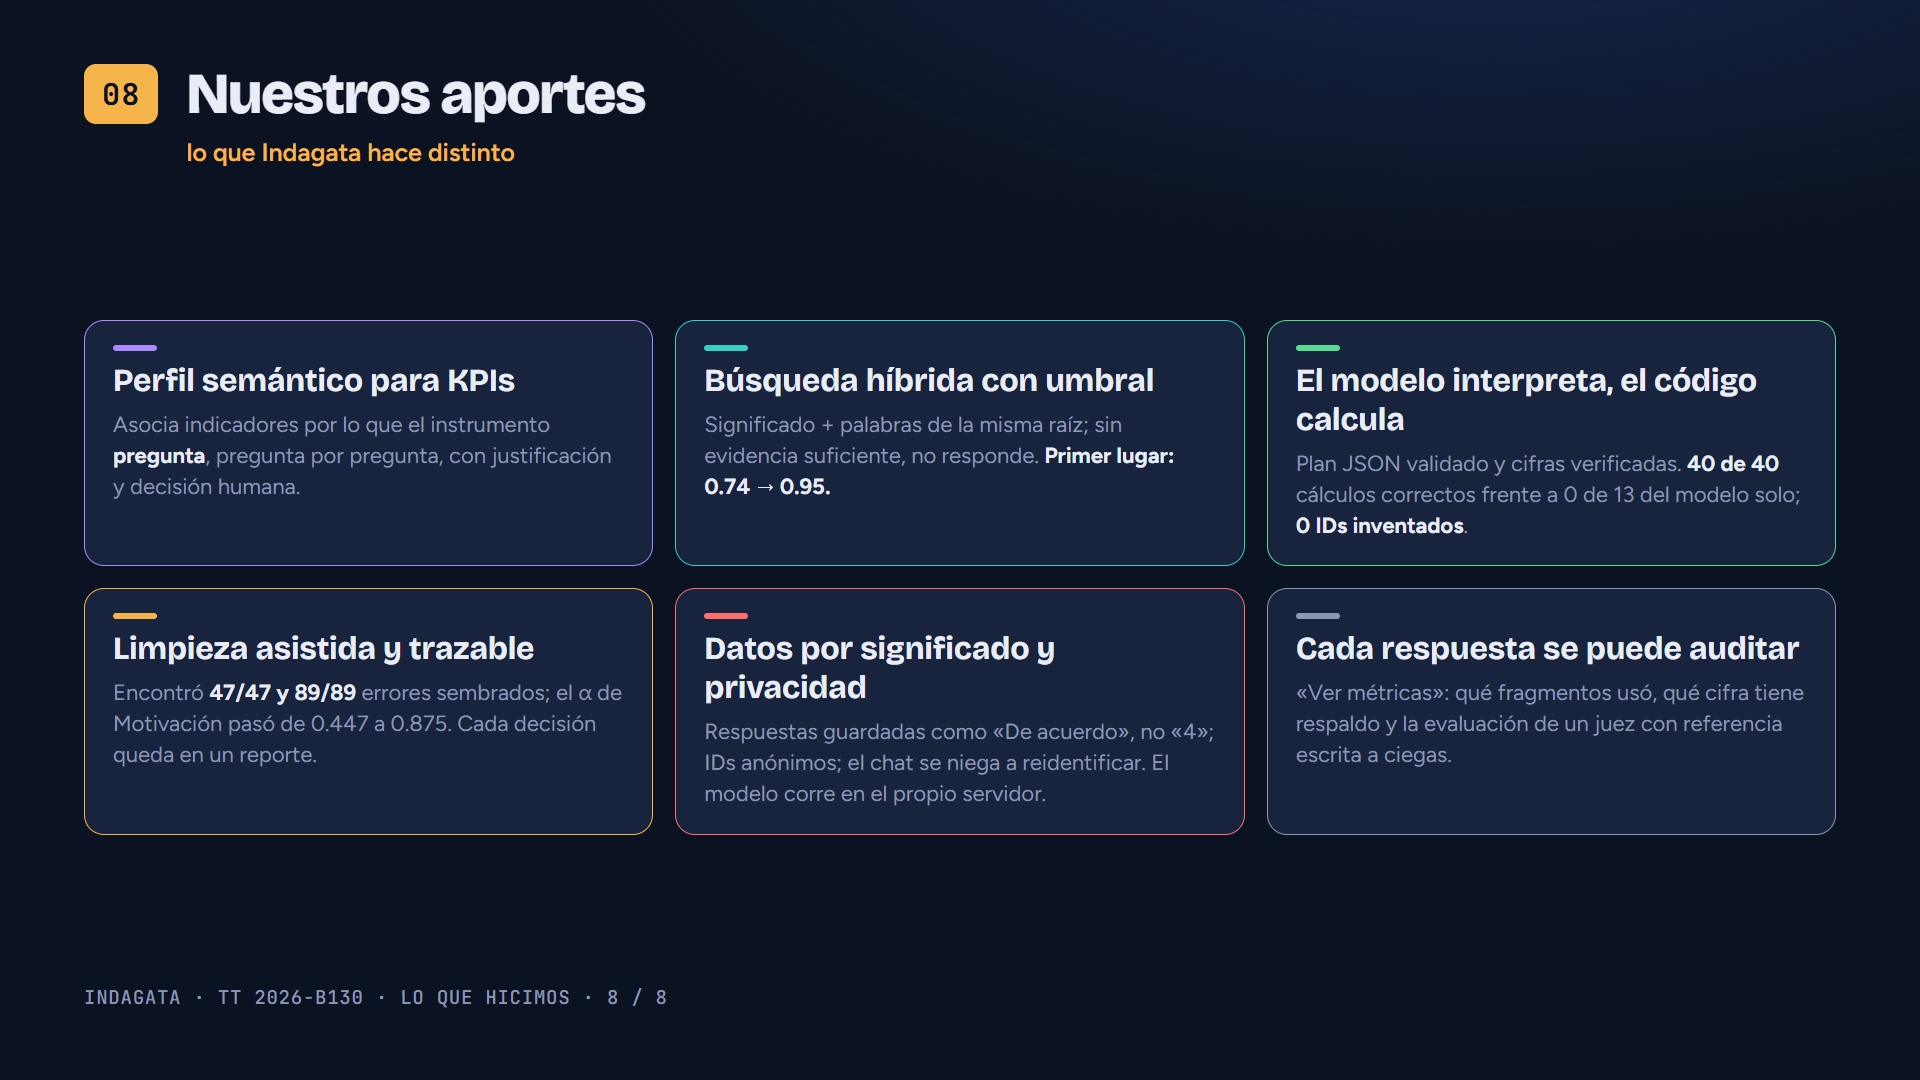 08
Nuestros aportes
lo que Indagata hace distinto
Perfil semántico para KPIs
Asocia indicadores por lo que el instrumento
pregunta, pregunta por pregunta, con justificación
y decisión humana.
Búsqueda híbrida con umbral
Significado + palabras de la misma raíz; sin
evidencia suficiente, no responde. Primer lugar:
0.74 → 0.95.
El modelo interpreta, el código
calcula
Plan JSON validado y cifras verificadas. 40 de 40
cálculos correctos frente a 0 de 13 del modelo solo;
0 IDs inventados.
Limpieza asistida y trazable
Encontró 47/47 y 89/89 errores sembrados; el α de
Motivación pasó de 0.447 a 0.875. Cada decisión
queda en un reporte.
Datos por significado y
privacidad
Respuestas guardadas como «De acuerdo», no «4»;
IDs anónimos; el chat se niega a reidentificar. El
modelo corre en el propio servidor.
Cada respuesta se puede auditar
«Ver métricas»: qué fragmentos usó, qué cifra tiene
respaldo y la evaluación de un juez con referencia
escrita a ciegas.
INDAGATA · TT 2026-B130 · LO QUE HICIMOS · 8 / 8